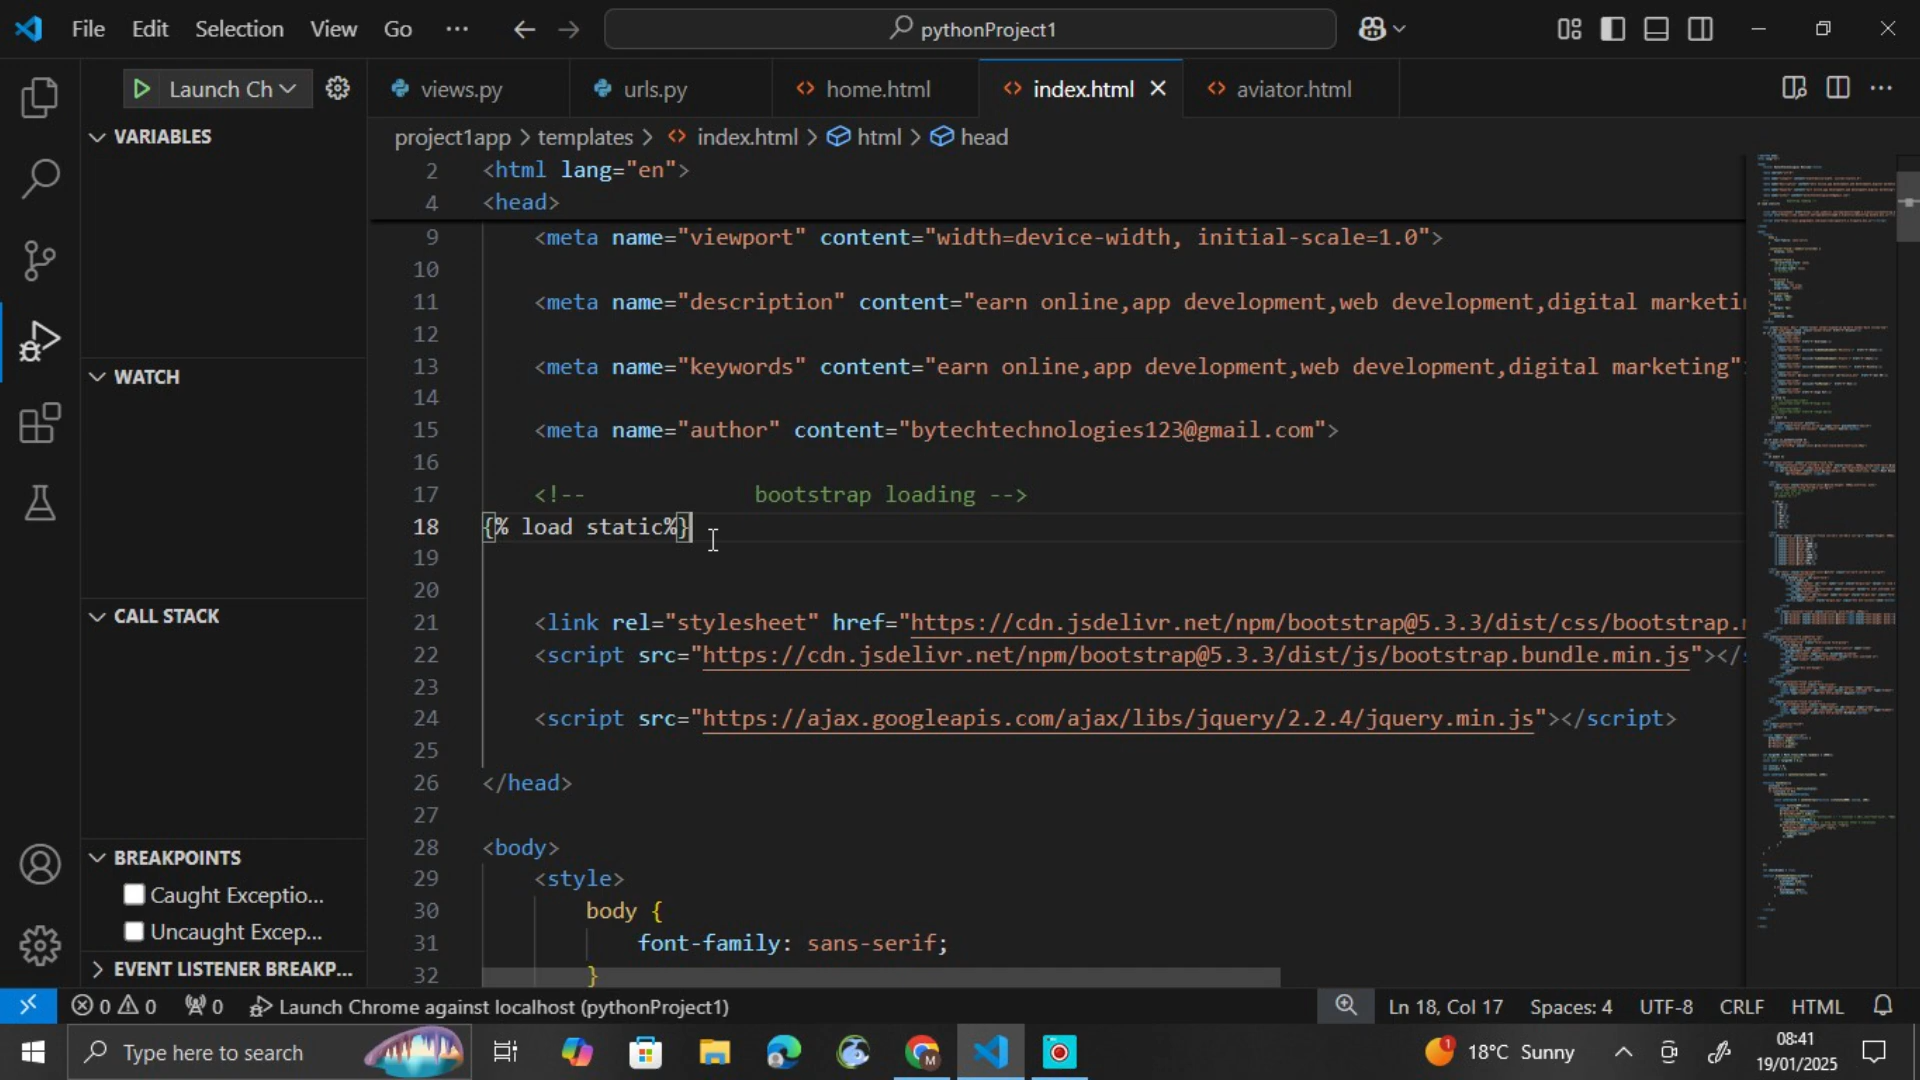 File Edit Selection View Go ···
pythonProject1
Launch Ch
views.py
urls.py
home.html
index.html
aviator.html
project1app > templates > index.html > html > head
VARIABLES
WATCH
CALL STACK
BREAKPOINTS
Caught Exceptio...
Uncaught Excep...
EVENT LISTENER BREAKP...
2 <html lang="en">
4 <head>
9 <meta name="viewport" content="width=device-width, initial-scale=1.0">
10
11 <meta name="description" content="earn online,app development,web development,digital marketin
12
13 <meta name="keywords" content="earn online,app development,web development,digital marketing"
14
15 <meta name="author" content="bytechtechnologies123@gmail.com">
16
17 <!-- bootstrap loading -->
18 {% load static%}
19
20
21 <link rel="stylesheet" href="https://cdn.jsdelivr.net/npm/bootstrap@5.3.3/dist/css/bootstrap.m
22 <script src="https://cdn.jsdelivr.net/npm/bootstrap@5.3.3/dist/js/bootstrap.bundle.min.js"></s
23
24 <script src="https://ajax.googleapis.com/ajax/libs/jquery/2.2.4/jquery.min.js"></script>
25
26 </head>
27
28 <body>
29 <style>
30 body {
31 font-family: sans-serif;
32 }
0 0 0 Launch Chrome against localhost (pythonProject1)
Ln 18, Col 17 Spaces: 4 UTF-8 CRLF HTML
Type here to search
1 18°C Sunny
08:41
19/01/2025